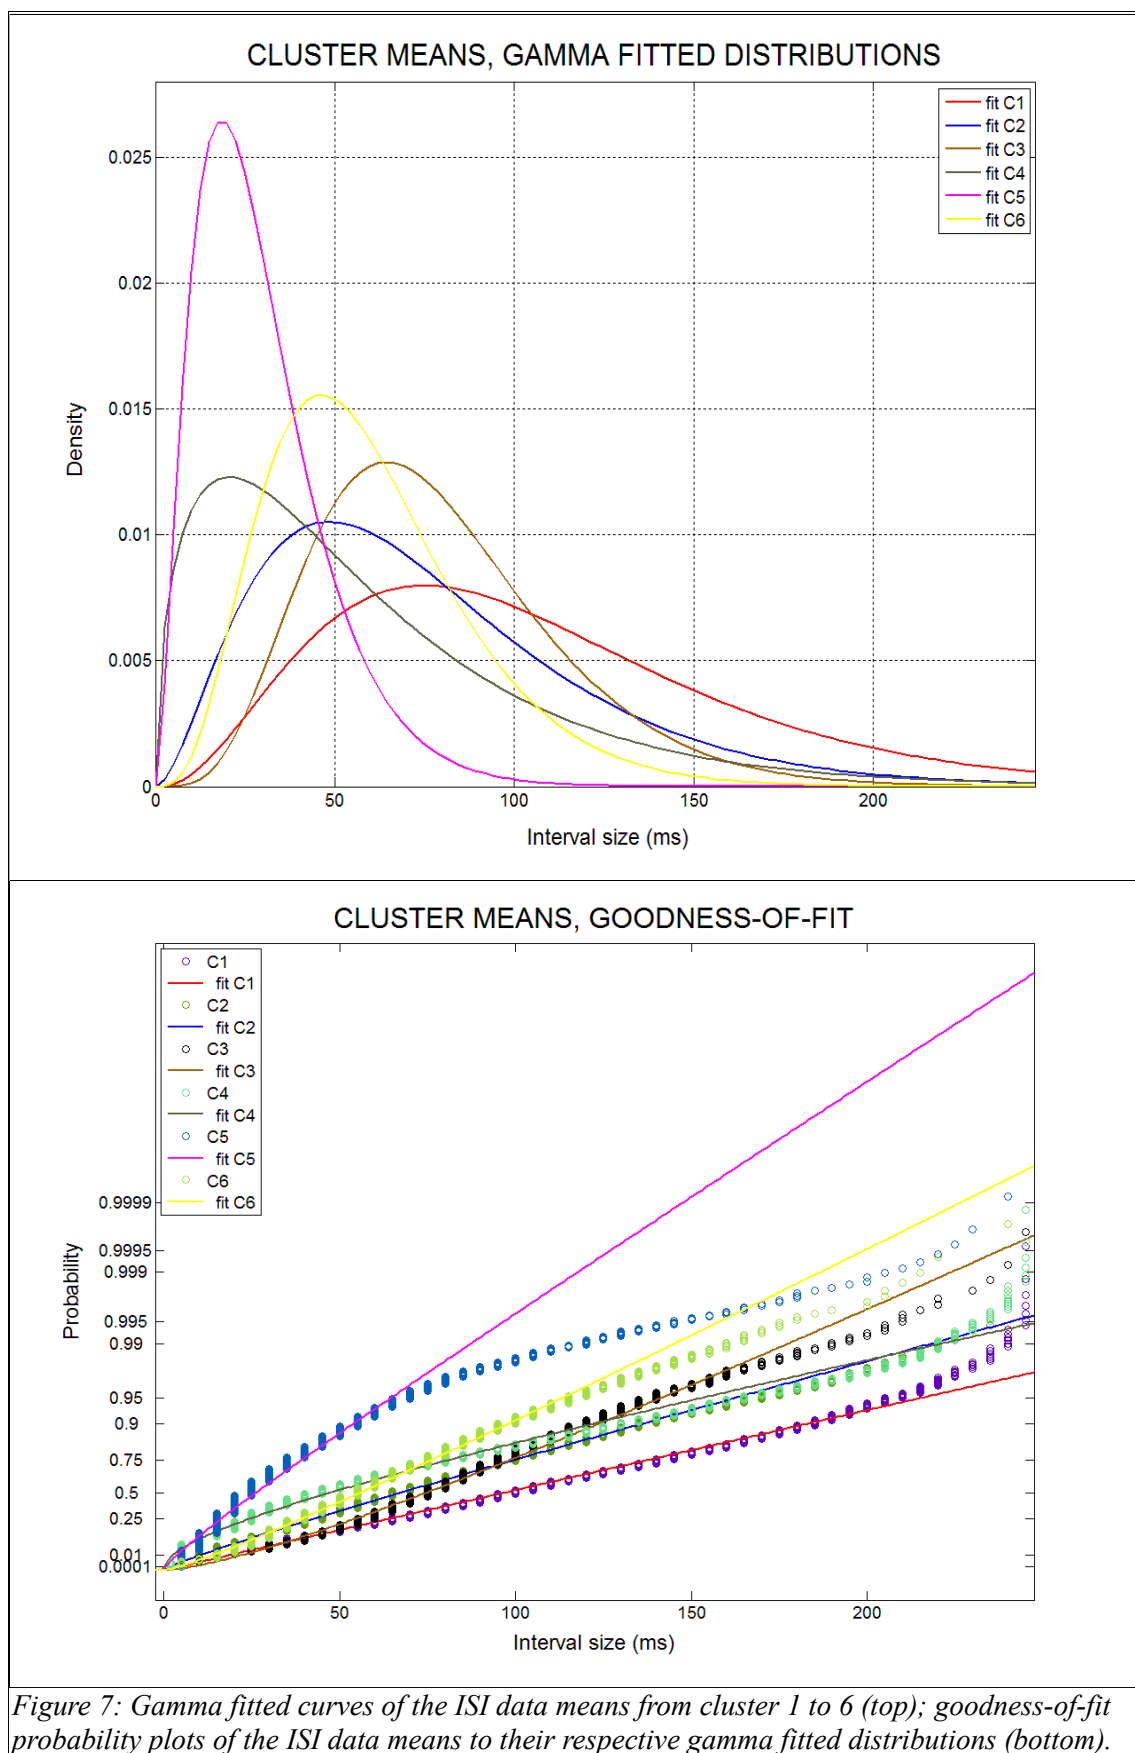 CLUSTER MEANS, GAMMA FITTED DISTRIBUTIONS
fit C1
fit C2
fit C3
fit C4
fit C5
fit C6
0.025
0.02
0.015
0.01
0.005
0
Density
0
50
100
150
200
Interval size (ms)
CLUSTER MEANS, GOODNESS-OF-FIT
C1
fit C1
C2
fit C2
C3
fit C3
C4
fit C4
C5
fit C5
C6
fit C6
0.9999
0.9995
0.999
0.995
0.99
0.95
0.9
0.75
0.5
0.25
0.01
0.0001
Probability
0
50
100
150
200
Interval size (ms)
Figure 7: Gamma fitted curves of the ISI data means from cluster 1 to 6 (top); goodness-of-fit
probability plots of the ISI data means to their respective gamma fitted distributions (bottom).